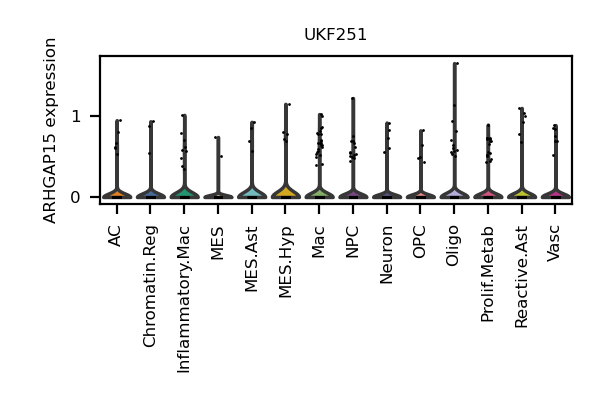 UKF251
ARHGAP15 expression
1
0
AC
Chromatin.Reg
Inflammatory.Mac
MES
MES.Ast
MES.Hyp
Mac
NPC
Neuron
OPC
Oligo
Prolif.Metab
Reactive.Ast
Vasc